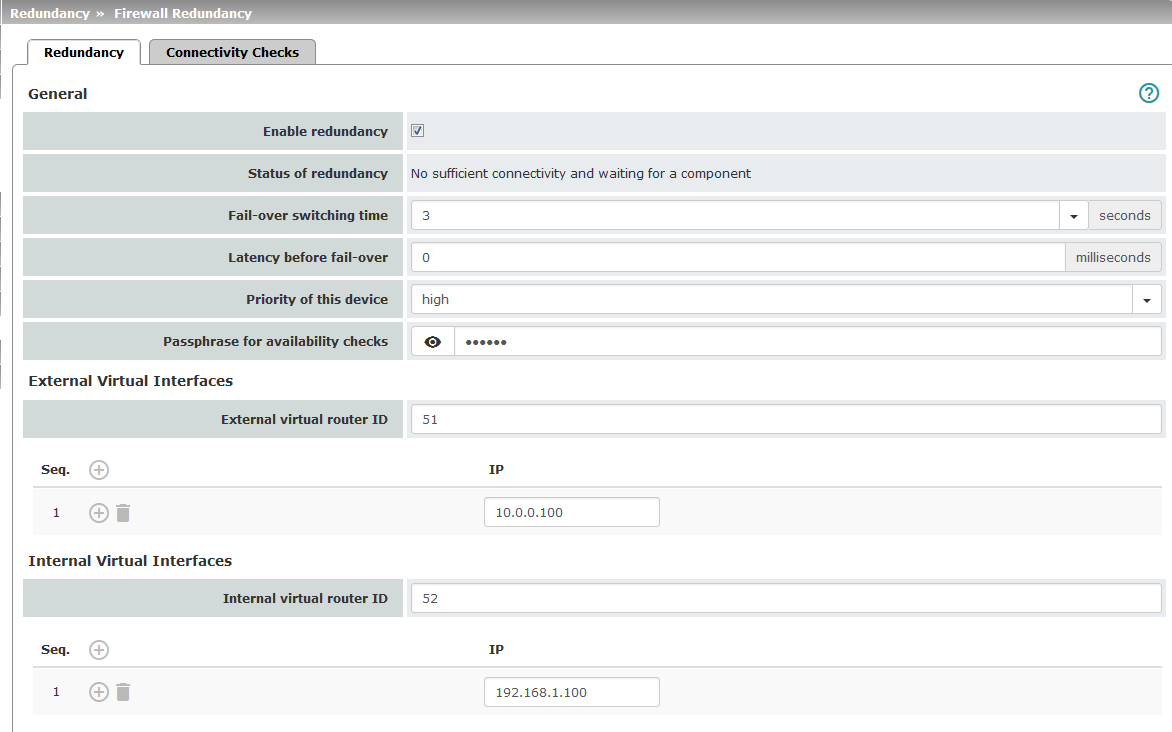 Redundancy » Firewall Redundancy
Redundancy Connectivity Checks
General
Enable redundancy
Status of redundancy No sufficient connectivity and waiting for a component
Fail-over switching time 3 seconds
Latency before fail-over 0 milliseconds
Priority of this device high
Passphrase for availability checks ••••••
External Virtual Interfaces
External virtual router ID 51
Seq. IP
1 10.0.0.100
Internal Virtual Interfaces
Internal virtual router ID 52
Seq. IP
1 192.168.1.100